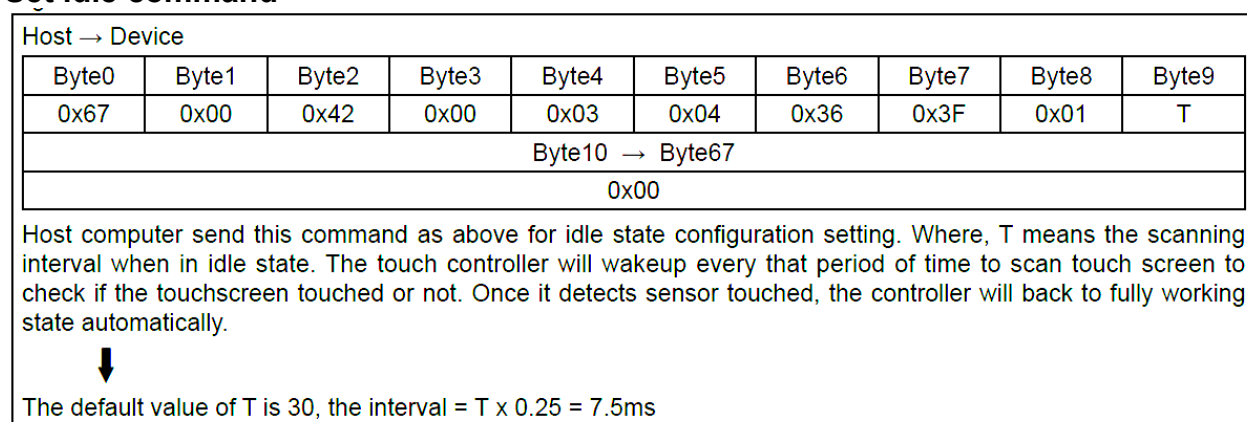 Set Idle command
Host → Device
Byte0 Byte1 Byte2 Byte3 Byte4 Byte5 Byte6 Byte7 Byte8 Byte9
0x67 0x00 0x42 0x00 0x03 0x04 0x36 0x3F 0x01 T
Byte10 → Byte67
0x00
Host computer send this command as above for idle state configuration setting. Where, T means the scanning
interval when in idle state. The touch controller will wakeup every that period of time to scan touch screen to
check if the touchscreen touched or not. Once it detects sensor touched, the controller will back to fully working
state automatically.
The default value of T is 30, the interval = T x 0.25 = 7.5ms